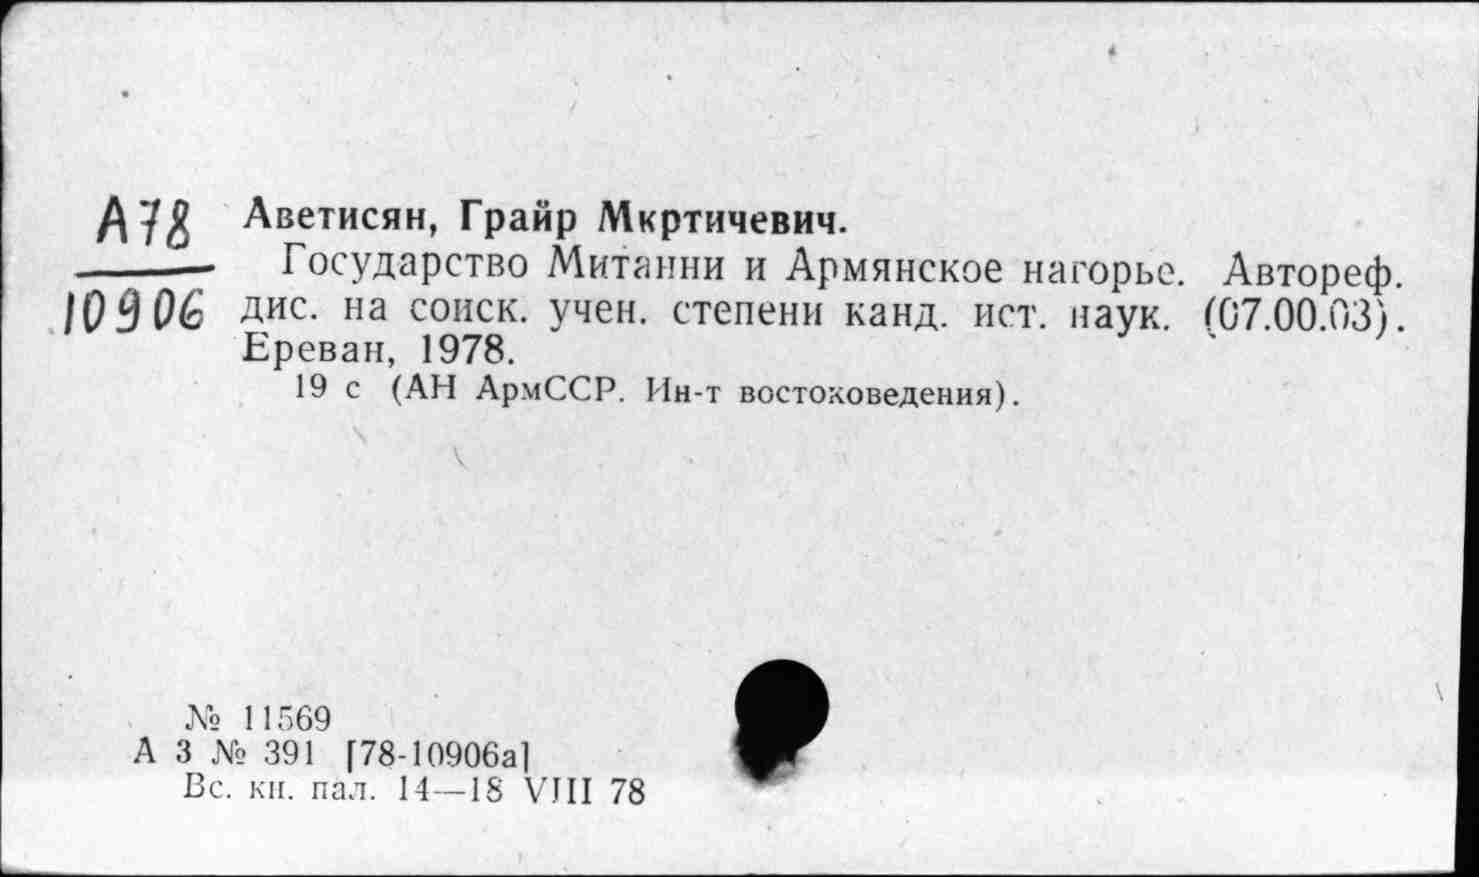 А78 Аветисян, Грайр Мкртичевич.
Государство Митанни и Армянское нагорье. Автореф.
10906 дис. на соиск. учен. степени канд. ист. наук. (07.00.03).
Ереван, 1978.
19 с (АН АрмССР. Ин-т востоковедения).
№ 11569
А 3 № 391 [78-10906а]
Вс. кн. пал. 14—18 VIII 78